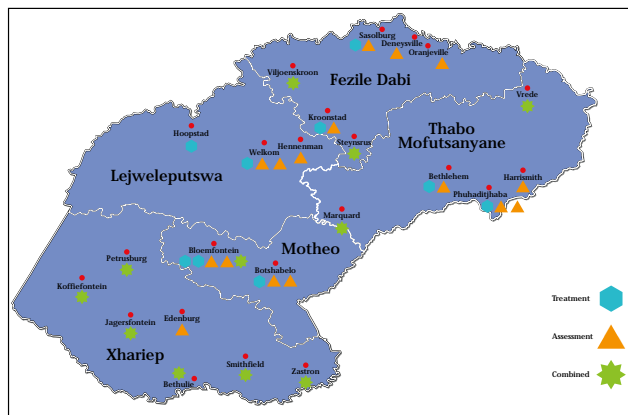 Sasolburg
Deneysville
Oranjeville
Viljoenskroon
Fezile Dabi
Vrede
Kroonstad
Hoopstad
Steynsrus
Thabo
Mofutsanyane
Hennenman
Welkom
Lejweleputswa
Bethlehem
Harrismith
Phuhaditjhaba
Marquard
Motheo
Bloemfontein
Petrusburg
Botshabelo
Koffiefontein
Jagersfontein
Edenburg
Xhariep
Smithfield
Zastron
Bethulie
Treatment
Assessment
Combined